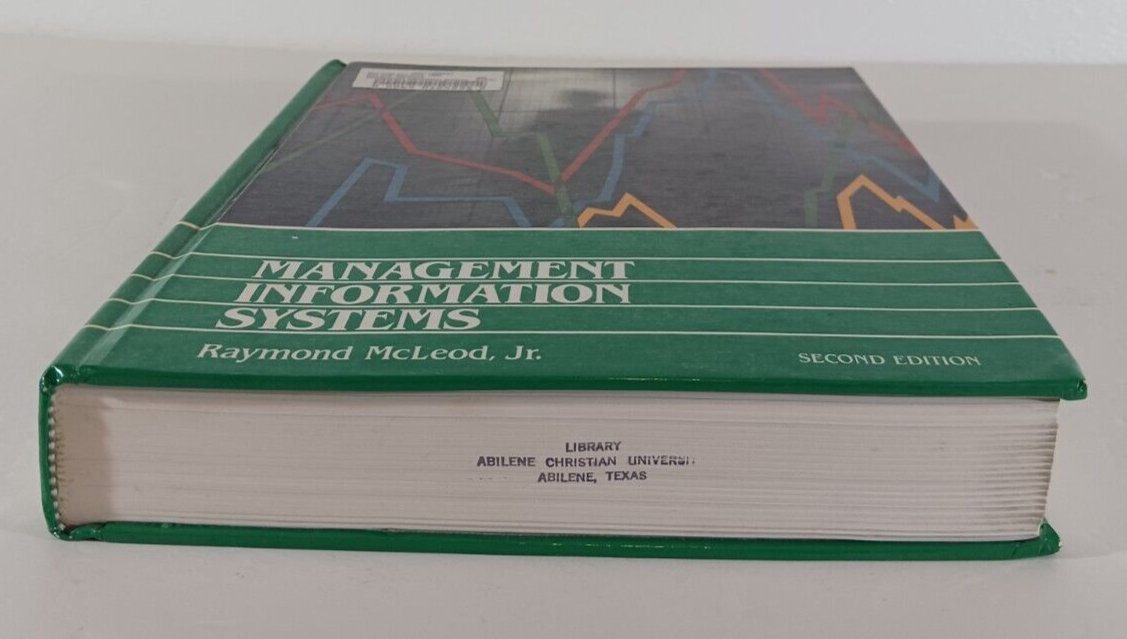 MANAGEMENT
INFORMATION
SYSTEMS
Raymond McLeod, Jr.
SECOND EDITION
LIBRARY
ABILENE CHRISTIAN
ABILENE, TEXAS